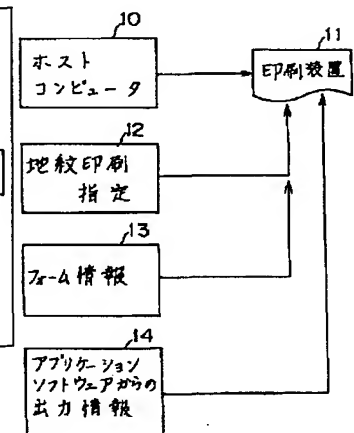 10
ホスト
コンピュータ
11
印刷装置
12
地紋印刷
指定
13
フォーム情報
14
アプリケーション
ソフトウェアからの
出力情報